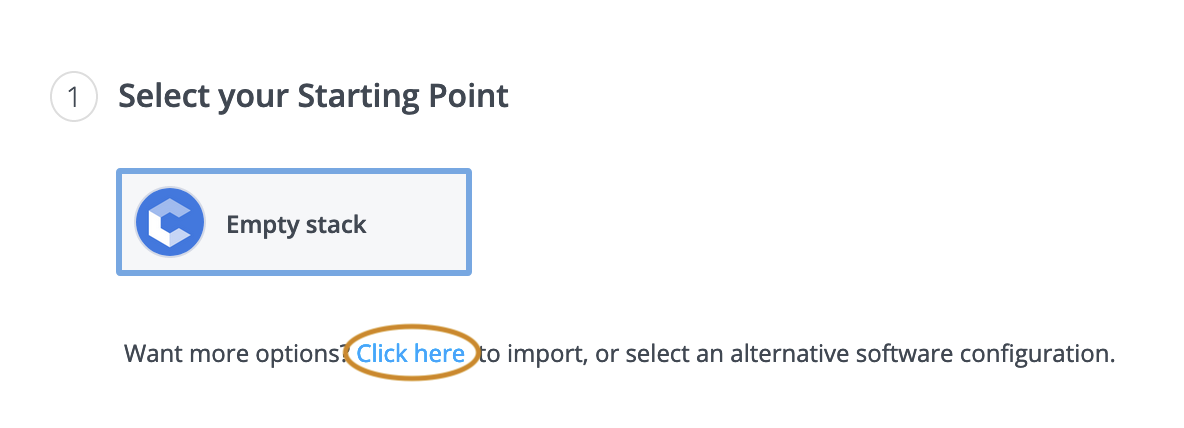 1 Select your Starting Point
Empty stack
Want more options? Click here to import, or select an alternative software configuration.